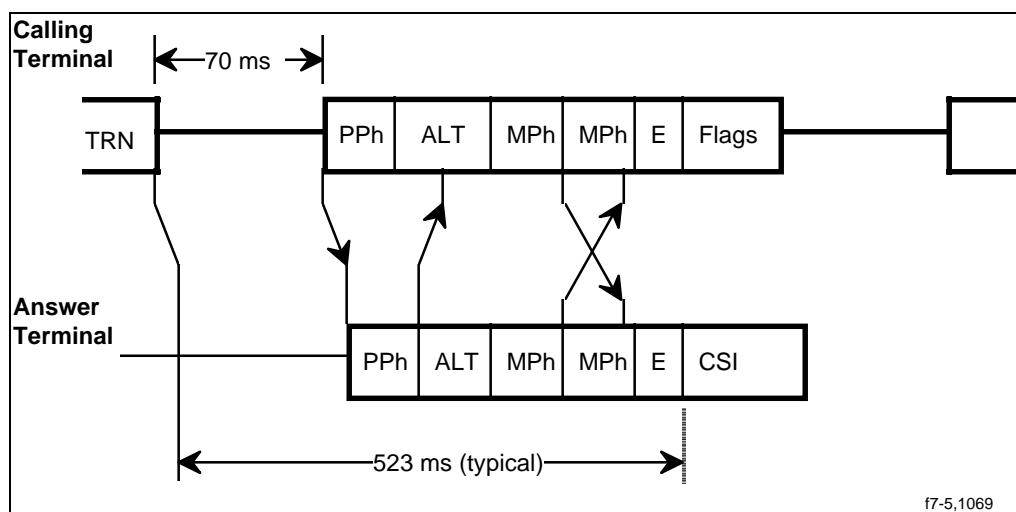 Calling
Terminal
70 ms
TRN PPh ALT MPh MPh E Flags
Answer
Terminal
PPh ALT MPh MPh E CSI
523 ms (typical)
f7-5,1069